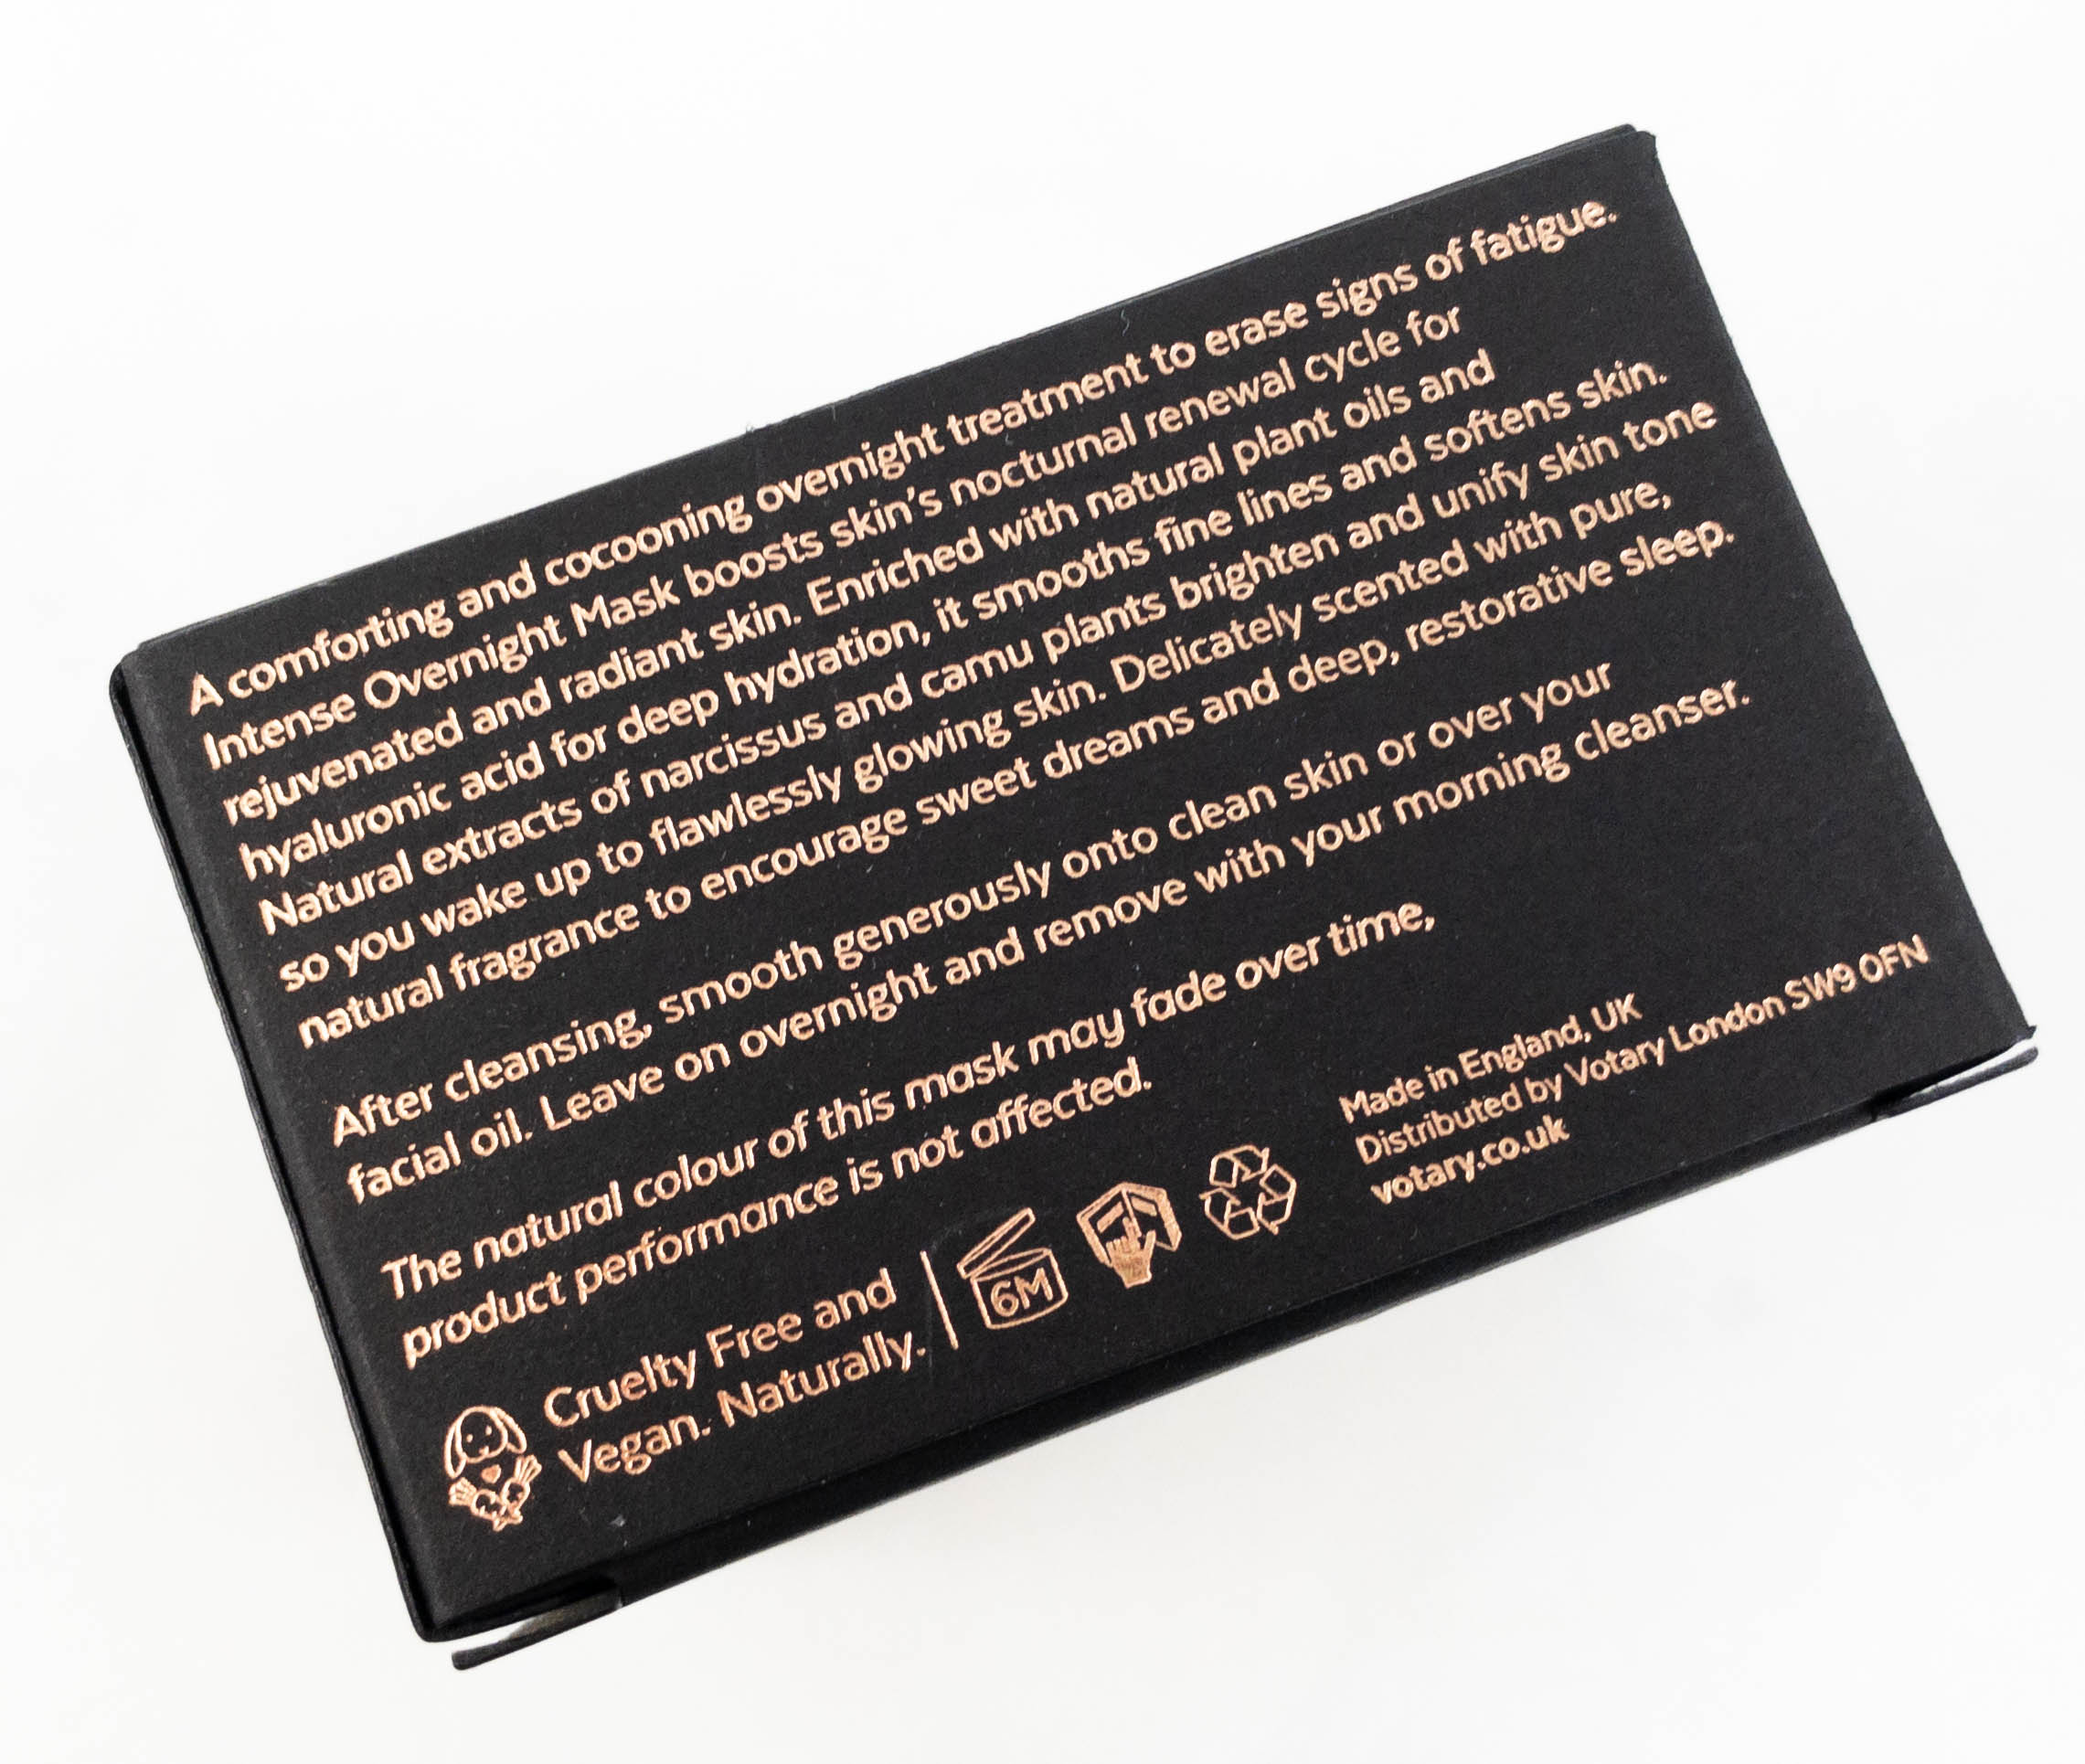 A comforting and cocooning overnight treatment to erase signs of fatigue.
Intense Overnight Mask boosts skin's nocturnal renewal cycle for
rejuvenated and radiant skin. Enriched with natural plant oils and
hyaluronic acid for deep hydration, it smooths fine lines and softens skin.
Natural extracts of narcissus and camu plants brighten and unify skin tone
so you wake up to flawlessly glowing skin. Delicately scented with pure,
natural fragrance to encourage sweet dreams and deep, restorative sleep.
After cleansing, smooth generously onto clean skin or over your
facial oil. Leave on overnight and remove with your morning cleanser.
The natural colour of this mask may fade over time,
product performance is not affected.
Cruelty Free and
Vegan. Naturally.
6M
Made in England, UK
Distributed by Votary London SW9 0FN
votary.co.uk